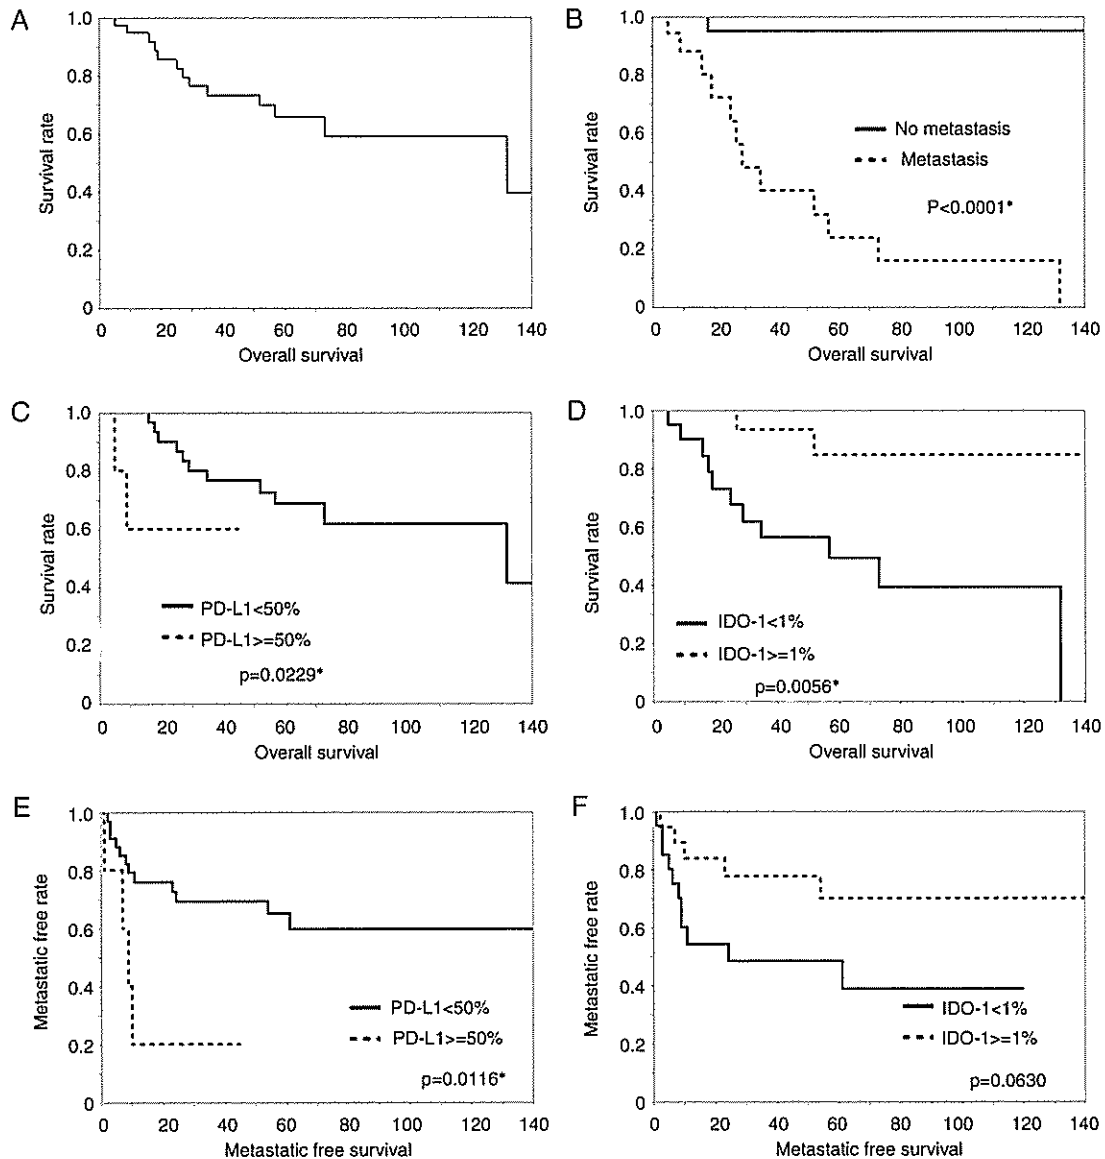 A
1.0
0.8
0.6
0.4
0.2
0
Survival rate
0 20 40 60 80 100 120 140
Overall survival
B
1.0
0.8
0.6
0.4
0.2
0
Survival rate
No metastasis
Metastasis
P<0.0001*
0 20 40 60 80 100 120 140
Overall survival
C
1.0
0.8
0.6
0.4
0.2
0
Survival rate
PD-L1<50%
PD-L1>=50%
p=0.0229*
0 20 40 60 80 100 120 140
Overall survival
D
1.0
0.8
0.6
0.4
0.2
0
Survival rate
IDO-1<1%
IDO-1>=1%
p=0.0056*
0 20 40 60 80 100 120 140
Overall survival
E
1.0
0.8
0.6
0.4
0.2
0
Metastatic free rate
PD-L1<50%
PD-L1>=50%
p=0.0116*
0 20 40 60 80 100 120 140
Metastatic free survival
F
1.0
0.8
0.6
0.4
0.2
0
Metastatic free rate
IDO-1<1%
IDO-1>=1%
p=0.0630
0 20 40 60 80 100 120 140
Metastatic free survival